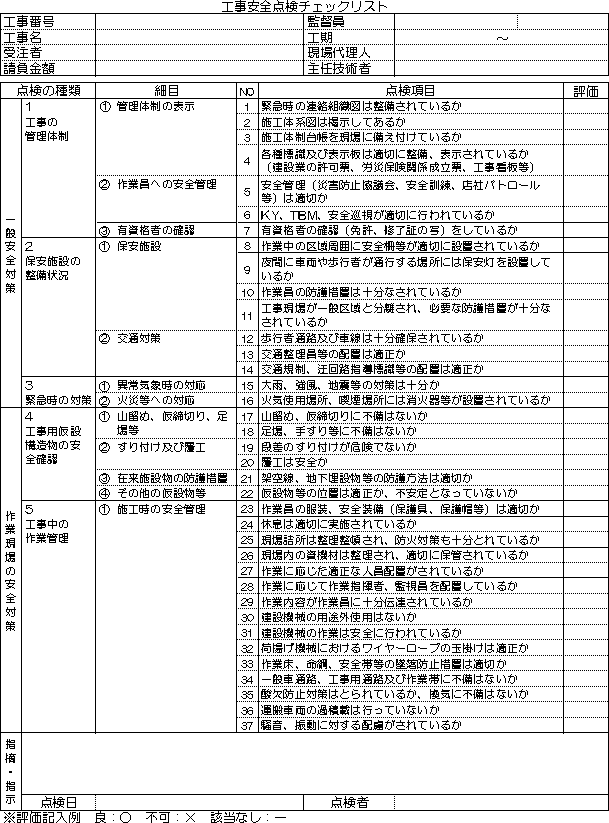 工事安全点検チェックリスト
工事番号 監督員
工事名 工期 ～
受注者 現場代理人
請負金額 主任技術者
点検の種類 細目 NO 点検項目 評価
一般安全対策
1 ① 管理体制の表示 1 緊急時の連絡組織図は整備されているか
工事の 2 施工体系図は掲示してあるか
管理体制 3 施工体制台帳を現場に備え付けているか
4 各種標識及び表示板は適切に整備、表示されているか
(建設業の許可票、労災保険関係成立票、工事看板等)
② 作業員への安全管理 5 安全管理(災害防止協議会、安全訓練、店社パトロール
等)は適切か
6 KY、TBM、安全巡視が適切に行われているか
③ 有資格者の確認 7 有資格者の確認(免許、修了証の写)をしているか
2 ① 保安施設 8 作業中の区域周囲に安全柵等が適切に設置されているか
保安施設の 9 夜間に車両や歩行者が通行する場所には保安灯を設置して
整備状況 いるか
10 作業員の防護措置は十分なされているか
11 工事現場が一般区域と分離され、必要な防護措置が十分な
されているか
② 交通対策 12 歩行者通路及び車線は十分確保されているか
13 交通整理員等の配置は適正か
14 交通規制、迂回路指導標識等の配置は適正か
3 ① 異常気象時の対応 15 大雨、強風、地震等の対策は十分か
緊急時の対策 ② 火災等への対応 16 火気使用場所、喫煙場所には消火器等が設置されているか
作業現場の安全対策
4 ① 山留め、仮締切り、足 17 山留め、仮締切りに不備はないか
工事用仮設 場等 18 足場、手すり等に不備はないか
構造物の安 ② すり付け及び覆工 19 段差のすり付けが危険でないか
全確認 20 覆工は安全か
③ 在来施設物の防護措置 21 架空線、地下埋設物等の防護方法は適切か
④ その他の仮設物等 22 仮設物等の位置は適正か、不安定となっていないか
5 ① 施工時の安全管理 23 作業員の服装、安全装備(保護具、保護帽等)は適切か
工事中の 24 休息は適切に実施されているか
作業管理 25 現場詰所は整理整頓され、防火対策も十分とれているか
26 現場内の資機材は整理され、適切に保管されているか
27 作業に応じた適正な人員配置がされているか
28 作業に応じて作業指揮者、監視員を配置しているか
29 作業内容が作業員に十分伝達されているか
30 建設機械の用途外使用はないか
31 建設機械の作業は安全に行われているか
32 荷揚げ機械におけるワイヤーロープの玉掛けは適正か
33 作業床、命綱、安全帯等の墜落防止措置は適切か
34 一般車通路、工事用通路及び作業帯に不備はないか
35 酸欠防止対策はとられているか、換気に不備はないか
36 運搬車両の過積載は行っていないか
37 騒音、振動に対する配慮がされているか
指摘・指示
点検日 点検者
※評価記入例 良:〇 不可:× 該当なし:―